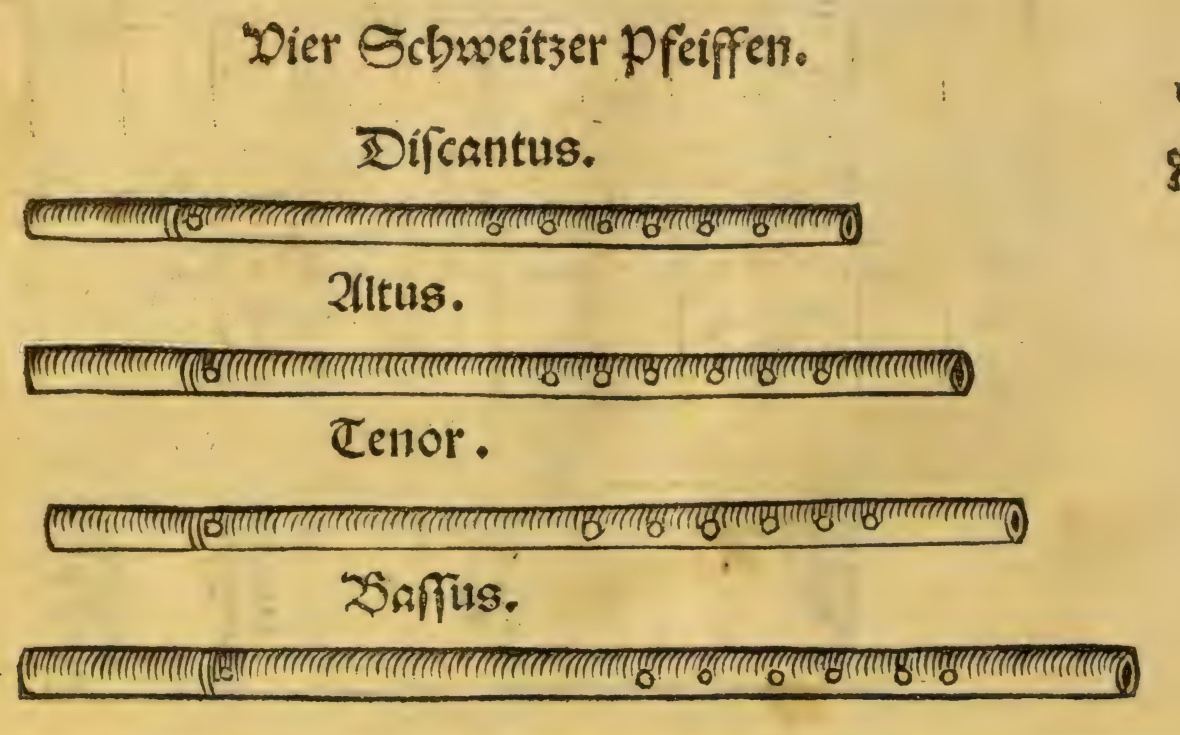 Vier Schweitzer Pfeiffen.
Diſcantus.
Altus.
Tenor.
Baſſus.